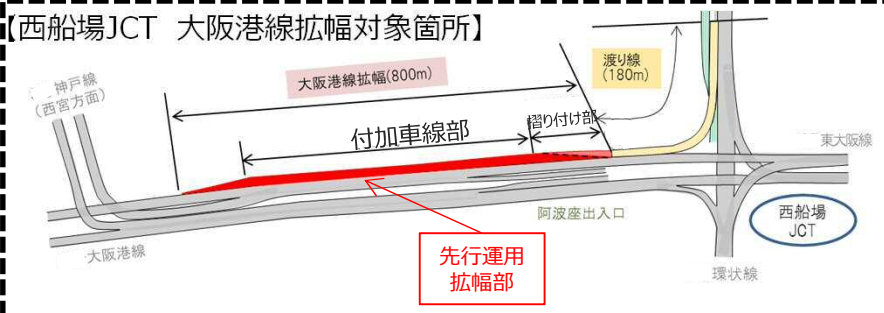 【西船場JCT 大阪港線拡幅対象箇所】
神戸線
(西宮方面)
大阪港線拡幅(800m)
渡り線
(180m)
付加車線部
摺り付け部
東大阪線
阿波座出入口
西船場
JCT
大阪港線
先行運用
拡幅部
環状線